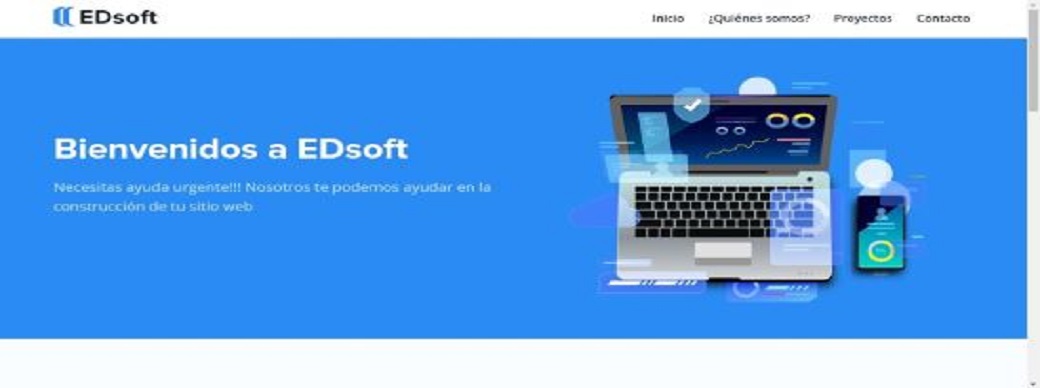 EDsoft
Inicio ¿Quiénes somos? Proyectos Contacto
Bienvenidos a EDsoft
Necesitas ayuda urgente!!! Nosotros te podemos ayudar en la
construcción de tu sitio web